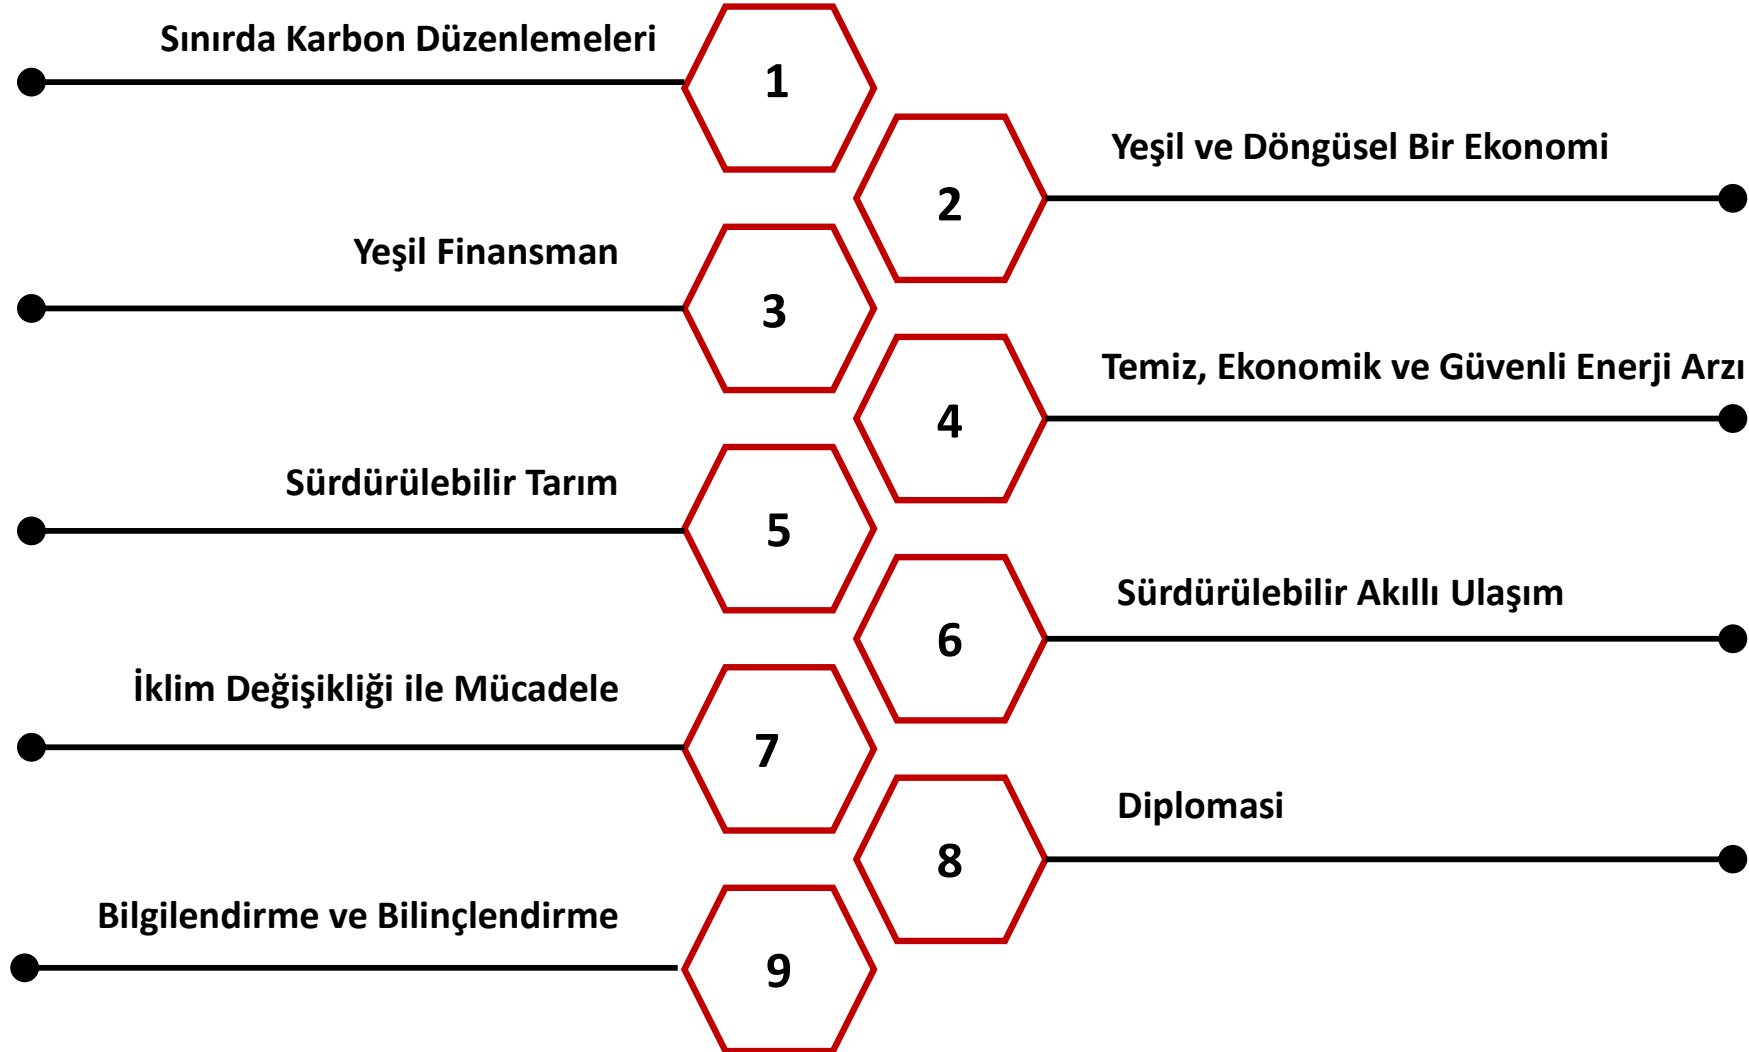 Sınırda Karbon Düzenlemeleri
1
Yeşil ve Döngüsel Bir Ekonomi
2
Yeşil Finansman
3
Temiz, Ekonomik ve Güvenli Enerji Arzı
4
Sürdürülebilir Tarım
5
Sürdürülebilir Akıllı Ulaşım
6
İklim Değişikliği ile Mücadele
7
Diplomasi
8
Bilgilendirme ve Bilinçlendirme
9